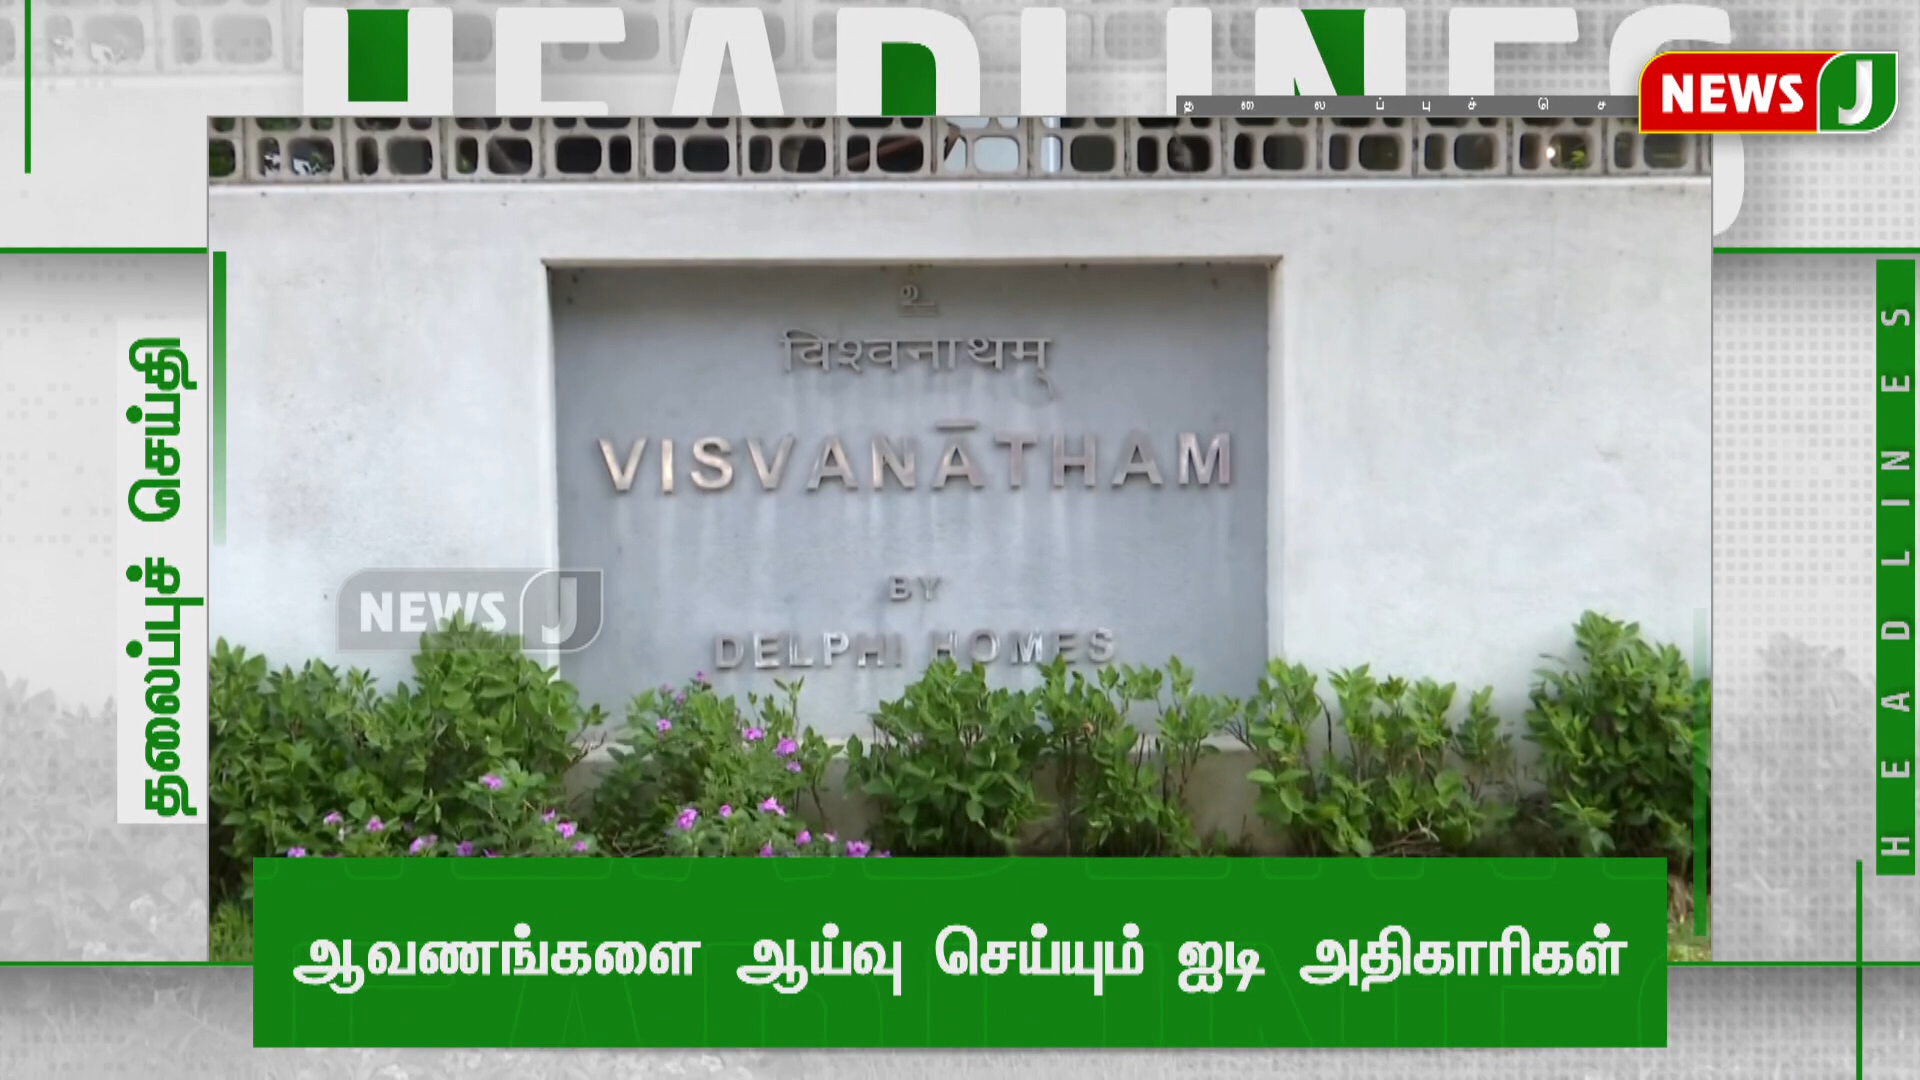 HEADLINES
த லை ப் பு ச் செ
NEWS J
உ
विश्वनाथम्
VISVANĀTHAM
BY
DELPHI HOMES
NEWS J
தலைப்புச் செய்தி
HEADLINES
ஆவணங்களை ஆய்வு செய்யும் ஐடி அதிகாரிகள்